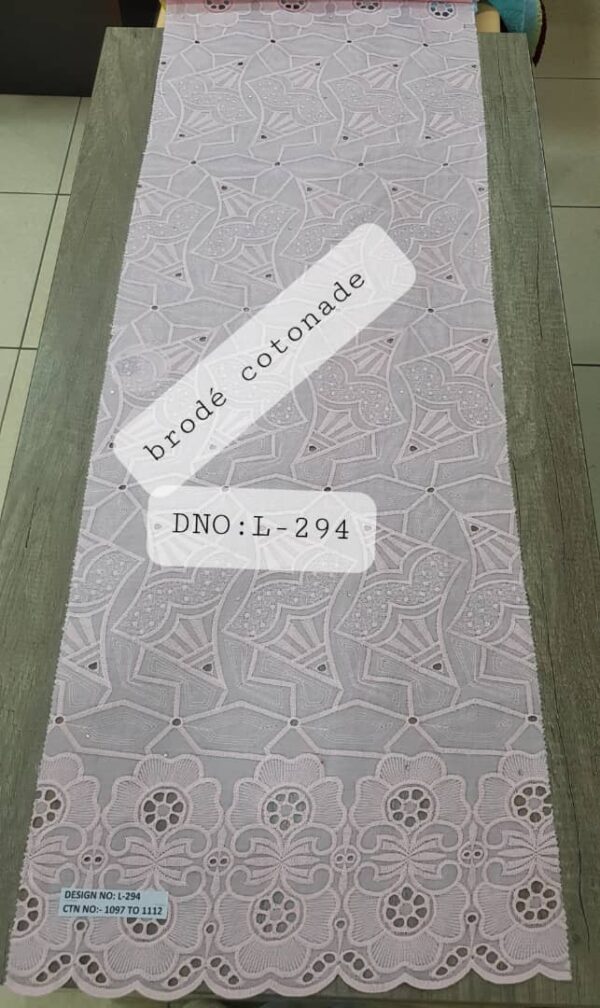 brodé cotonade
DNO:L-294
DESIGN NO: L-294
CTN NO:- 1097 TO 1112